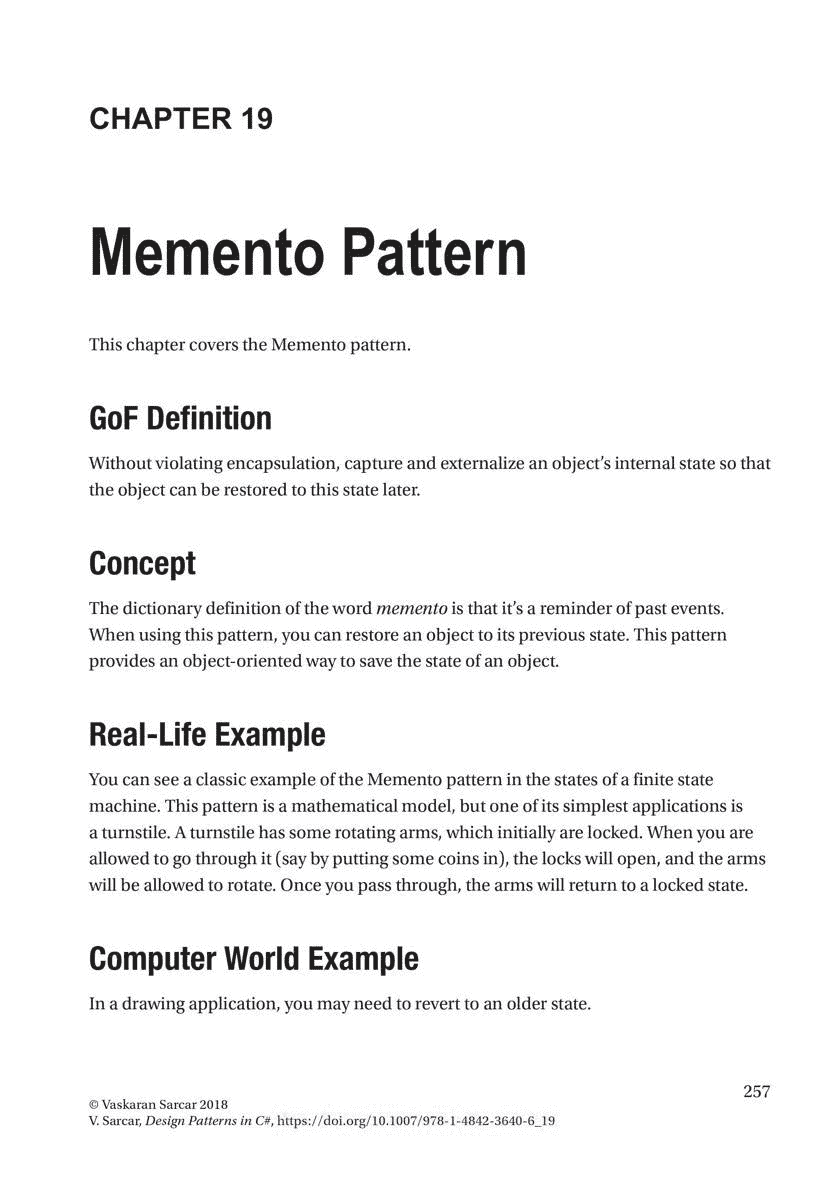 CHAPTER 19
Memento Pattern
This chapter covers the Memento pattern.
GoF Definition
Without violating encapsulation, capture and externalize an object’s internal state so that
the object can be restored to this state later.
Concept
The dictionary definition of the word memento is that it’s a reminder of past events.
When using this pattern, you can restore an object to its previous state. This pattern
provides an object-oriented way to save the state of an object.
Real-Life Example
You can see a classic example of the Memento pattern in the states of a finite state
machine. This pattern is a mathematical model, but one of its simplest applications is
a turnstile. A turnstile has some rotating arms, which initially are locked. When you are
allowed to go through it (say by putting some coins in), the locks will open, and the arms
will be allowed to rotate. Once you pass through, the arms will return to a locked state.
Computer World Example
In a drawing application, you may need to revert to an older state.
257
© Vaskaran Sarcar 2018
V. Sarcar, Design Patterns in C#, https://doi.org/10.1007/978-1-4842-3640-6_19